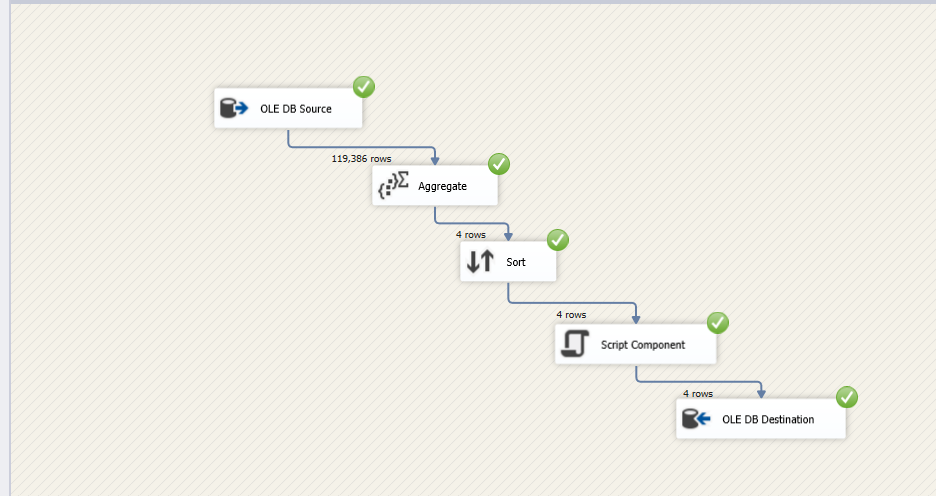 OLE DB Source
119,386 rows
Aggregate
4 rows
Sort
4 rows
Script Component
4 rows
OLE DB Destination